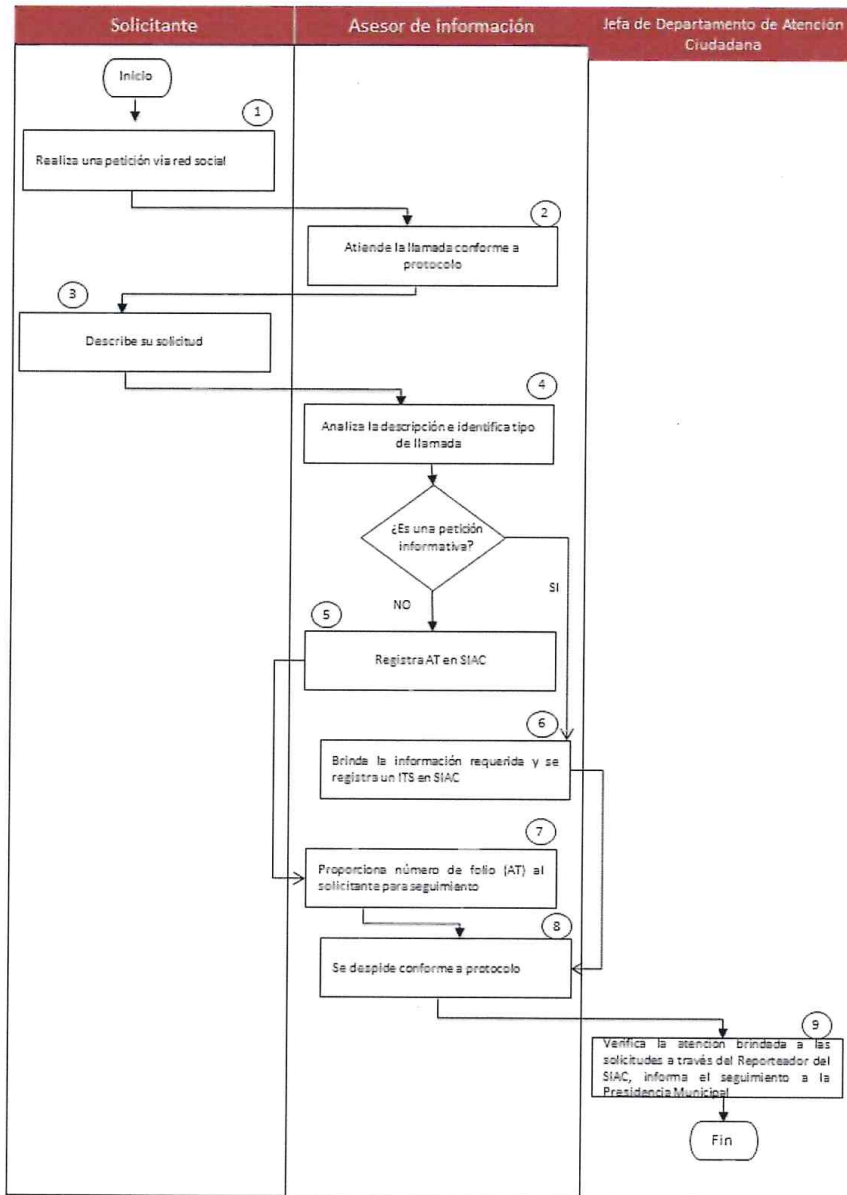 Solicitante
Asesor de información
Jefa de Departamento de Atención
Ciudadana
Inicio
1
Realiza una petición vía red social
2
Atiende la llamada conforme a
protocolo
3
Describe su solicitud
4
Analiza la descripción e identifica tipo
de llamada
¿Es una petición
informativa?
SI
NO
5
Registra AT en SIAC
6
Brinda la información requerida y se
registra un ITS en SIAC
7
Proporciona número de folio (AT) al
solicitante para seguimiento
8
Se despide conforme a protocolo
9
Verifica la atención brindada a las
solicitudes a través del Reporteador del
SIAC, informa el seguimiento a la
Presidencia Municipal
Fin